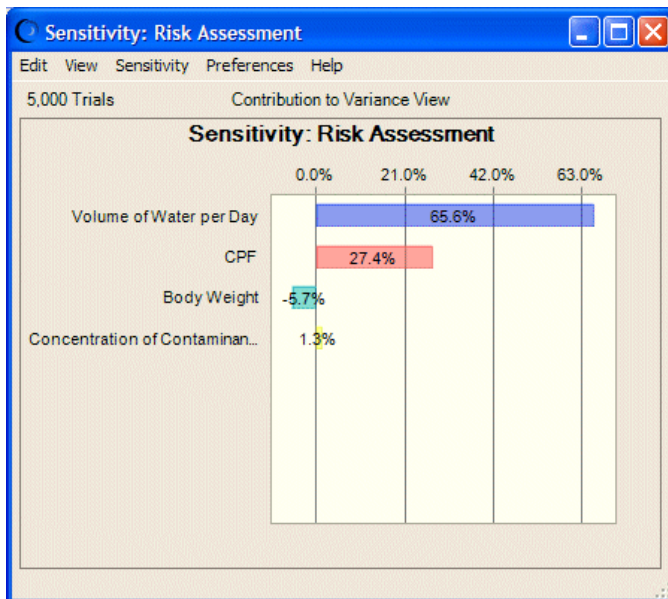 Sensitivity: Risk Assessment
Edit View Sensitivity Preferences Help
5,000 Trials Contribution to Variance View
Sensitivity: Risk Assessment
0.0% 21.0% 42.0% 63.0%
Volume of Water per Day 65.6%
CPF 27.4%
Body Weight -5.7%
Concentration of Contaminan... 1.3%